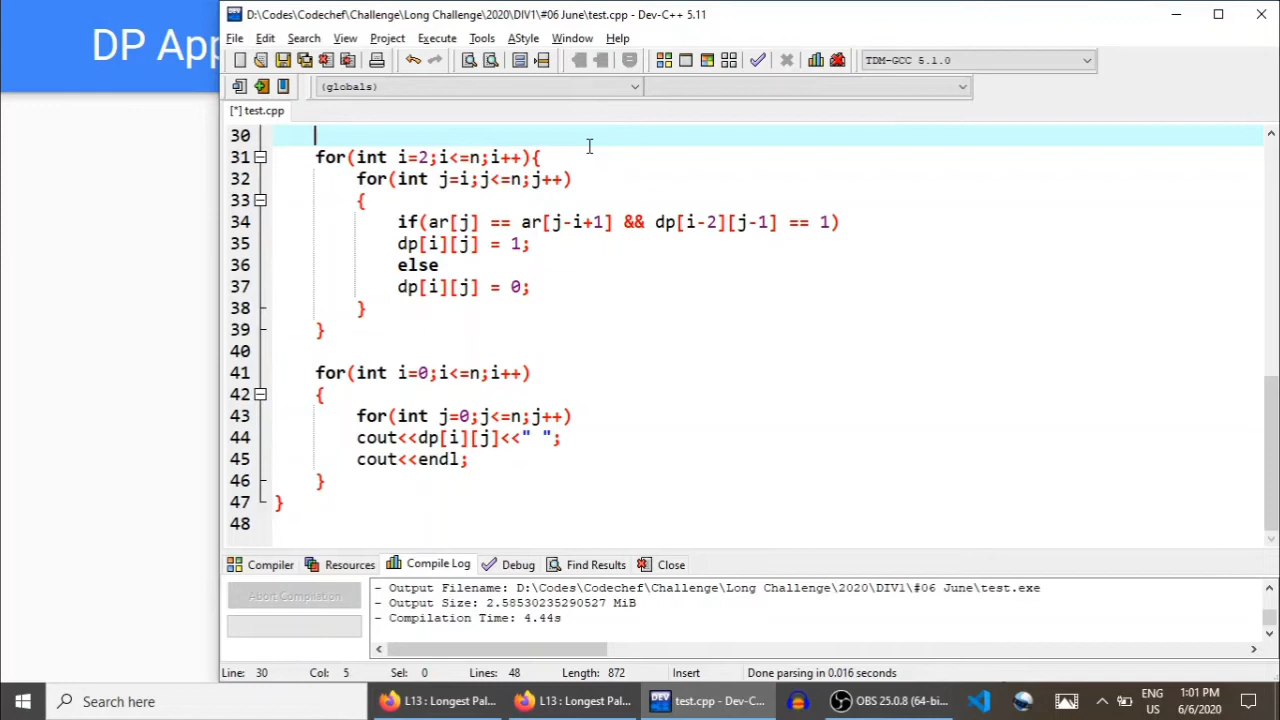 DP App
D:\Codes\Codechef\Challenge\Long Challenge\2020\DIV1\#06 June\test.cpp - Dev-C++ 5.11
File Edit Search View Project Execute Tools AStyle Window Help
TDM-GCC 5.1.0
(globals)
[*] test.cpp
30
31 for(int i=2;i<=n;i++){
32 for(int j=i;j<=n;j++)
33 {
34 if(ar[j] == ar[j-i+1] && dp[i-2][j-1] == 1)
35 dp[i][j] = 1;
36 else
37 dp[i][j] = 0;
38 }
39 }
40
41 for(int i=0;i<=n;i++)
42 {
43 for(int j=0;j<=n;j++)
44 cout<<dp[i][j]<<" ";
45 cout<<endl;
46 }
47 }
48
Compiler Resources Compile Log Debug Find Results Close
Abort Compilation
- Output Filename: D:\Codes\Codechef\Challenge\Long Challenge\2020\DIV1\#06 June\test.exe
- Output Size: 2.58530235290527 MiB
- Compilation Time: 4.44s
Line: 30 Col: 5 Sel: 0 Lines: 48 Length: 872 Insert Done parsing in 0.016 seconds
Search here
L13 : Longest Pal...
L13 : Longest Pal...
test.cpp - Dev-C...
OBS 25.0.8 (64-bi...
ENG
US
1:01 PM
6/6/2020